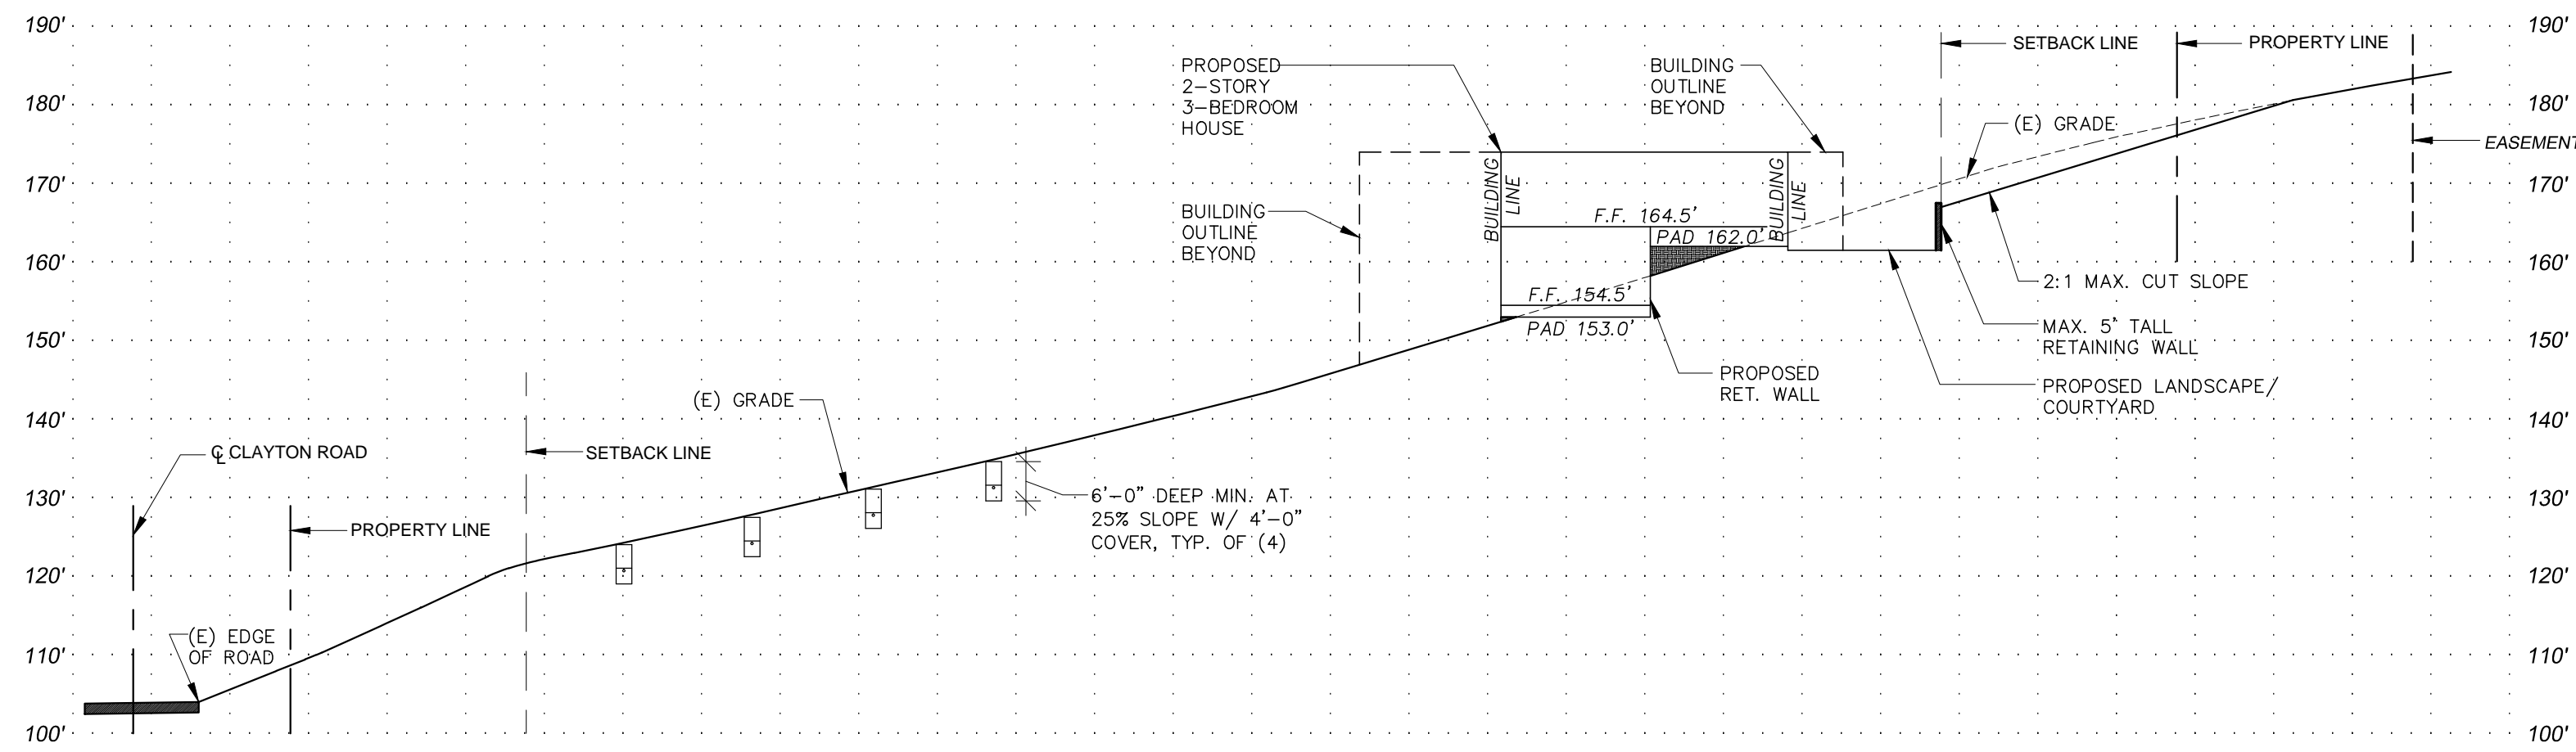 190'
180'
170'
160'
150'
140'
130'
120'
110'
100'
℄ CLAYTON ROAD
PROPERTY LINE
(E) EDGE
OF ROAD
SETBACK LINE
(E) GRADE
6'-0" DEEP MIN. AT
25% SLOPE W/ 4'-0"
COVER, TYP. OF (4)
PROPOSED
2-STORY
3-BEDROOM
HOUSE
BUILDING
OUTLINE
BEYOND
BUILDING
LINE
F.F. 164.5'
PAD 162.0'
F.F. 154.5'
PAD 153.0'
BUILDING
LINE
BUILDING
OUTLINE
BEYOND
PROPOSED
RET. WALL
SETBACK LINE
PROPERTY LINE
(E) GRADE
EASEMENT
2:1 MAX. CUT SLOPE
MAX. 5' TALL
RETAINING WALL
PROPOSED LANDSCAPE/
COURTYARD
190'
180'
170'
160'
150'
140'
130'
120'
110'
100'